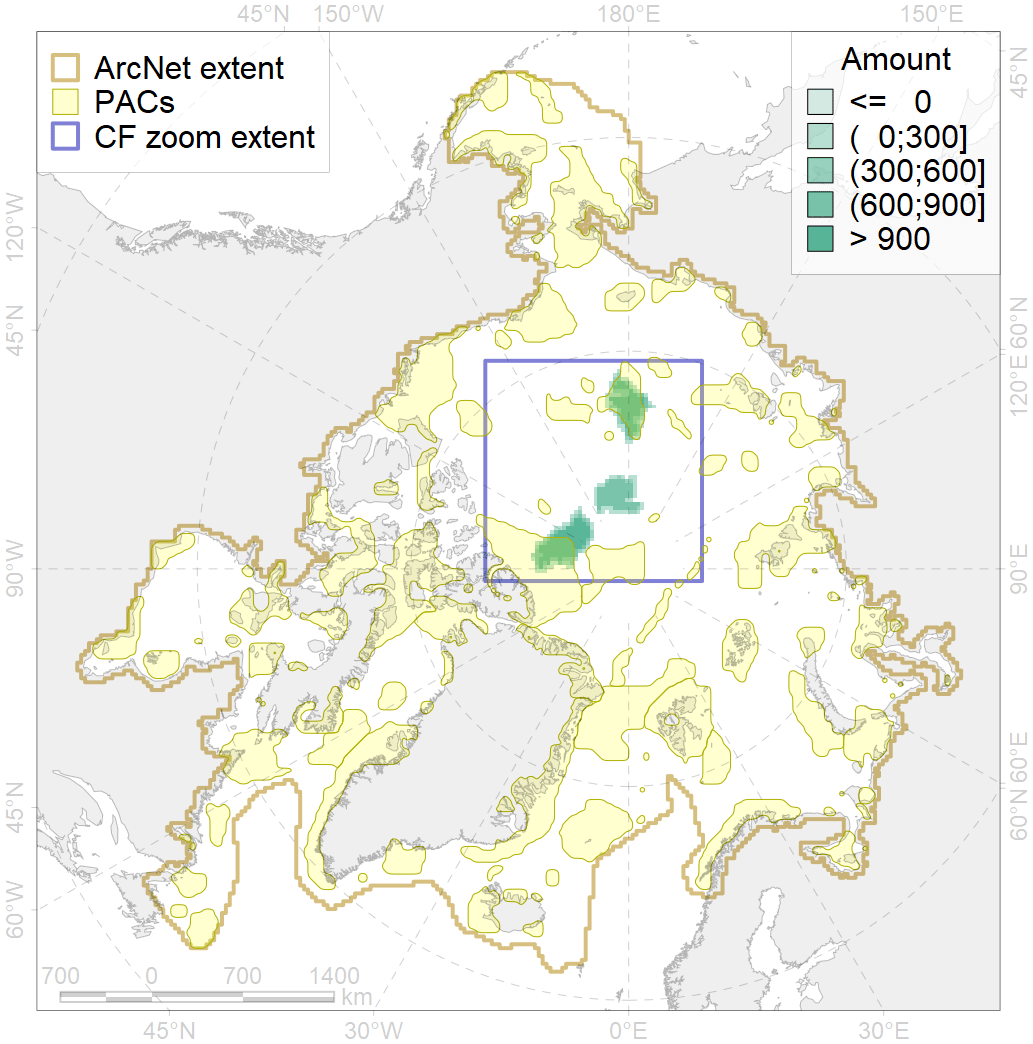 45°N 150°W 180°E 150°E
ArcNet extent
PACs
CF zoom extent
Amount
<= 0
( 0;300]
(300;600]
(600;900]
> 900
45°N
120°W
60°N
45°N
120°E
90°W
90°E
60°E
45°N
60°N
60°W
700 0 700 1400
km
45°N 30°W 0°E 30°E